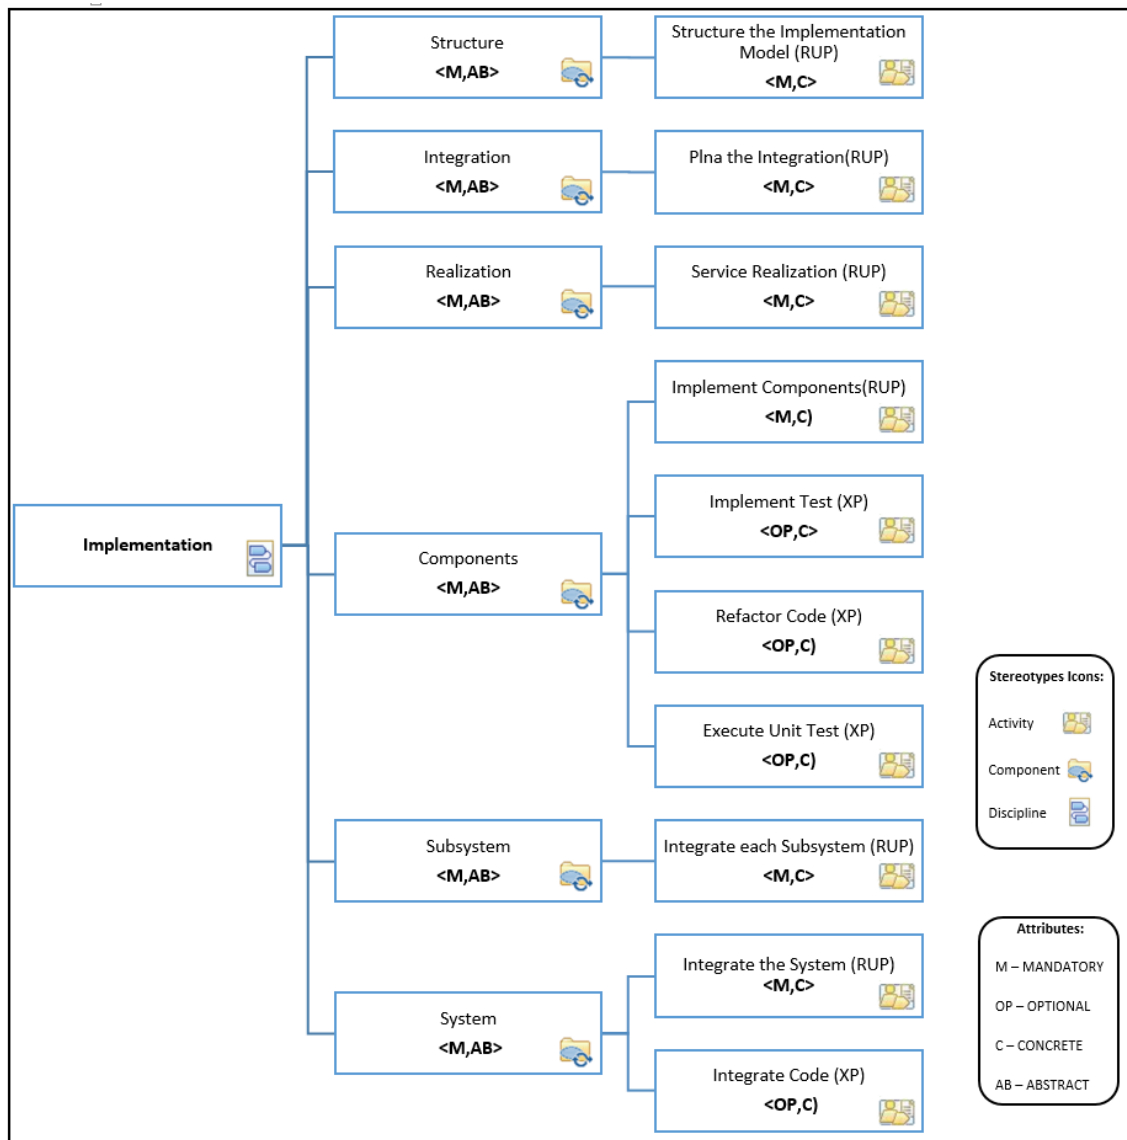 Structure
<M,AB>
Structure the Implementation
Model (RUP)
<M,C>
Integration
<M,AB>
Plna the Integration(RUP)
<M,C>
Realization
<M,AB>
Service Realization (RUP)
<M,C>
Implement Components(RUP)
<M,C)
Implementation
Components
<M,AB>
Implement Test (XP)
<OP,C>
Refactor Code (XP)
<OP,C)
Execute Unit Test (XP)
<OP,C)
Subsystem
<M,AB>
Integrate each Subsystem (RUP)
<M,C>
System
<M,AB>
Integrate the System (RUP)
<M,C>
Integrate Code (XP)
<OP,C)
Stereotypes Icons:
Activity
Component
Discipline
Attributes:
M – MANDATORY
OP – OPTIONAL
C – CONCRETE
AB – ABSTRACT